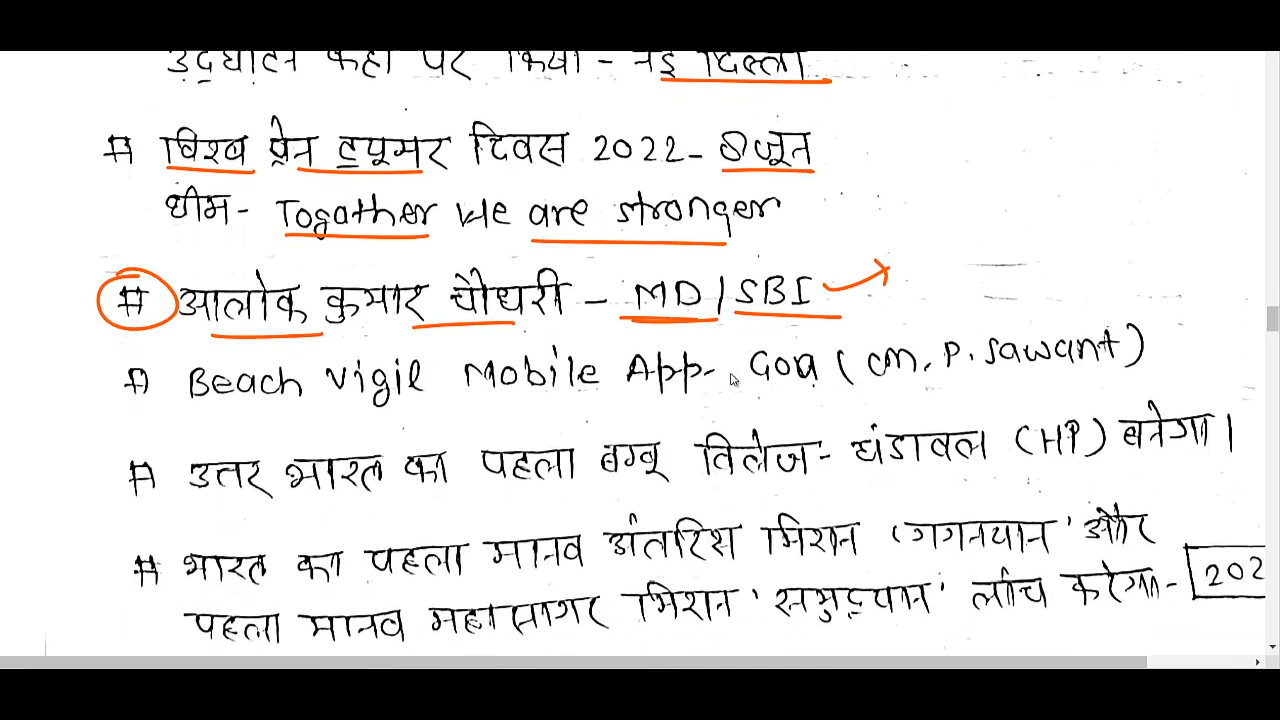 उद्घाटन कहा पर किया - नई दिल्ली
# विश्व ब्रेन ट्यूमर दिवस 2022 - 8 जून
थीम - Togather we are stronger
# आलोक कुमार चौधरी - MD / SBI
# Beach Vigil Mobile App - Goa ( CM. P. Sawant )
# उत्तर भारत का पहला बम्बू विलेज - घंडावल (HP) बनेगा।
# भारत का पहला मानव अंतरिक्ष मिशन 'गगनयान' और
पहला मानव महासागर मिशन 'समुद्रयान' लॉंच करेगा - 202